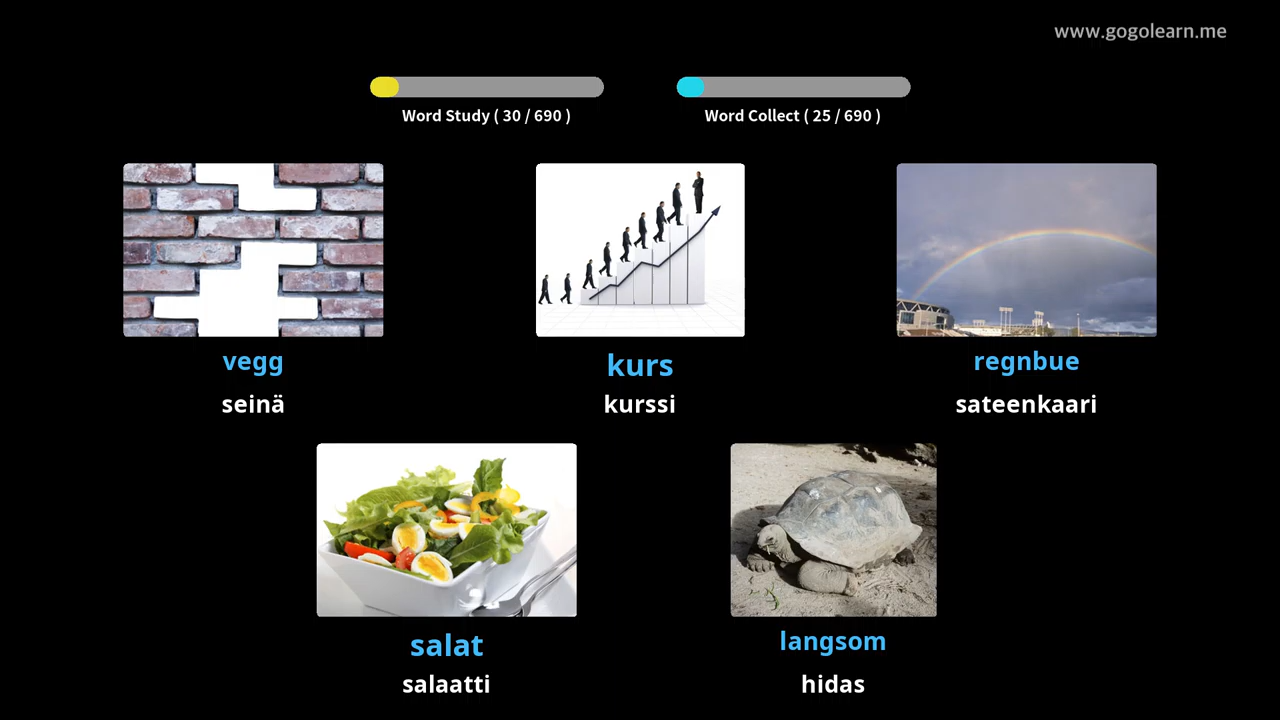 www.gogolearn.me
Word Study ( 30 / 690 )
Word Collect ( 25 / 690 )
vegg
seinä
kurs
kurssi
regnbue
sateenkaari
salat
salaatti
langsom
hidas